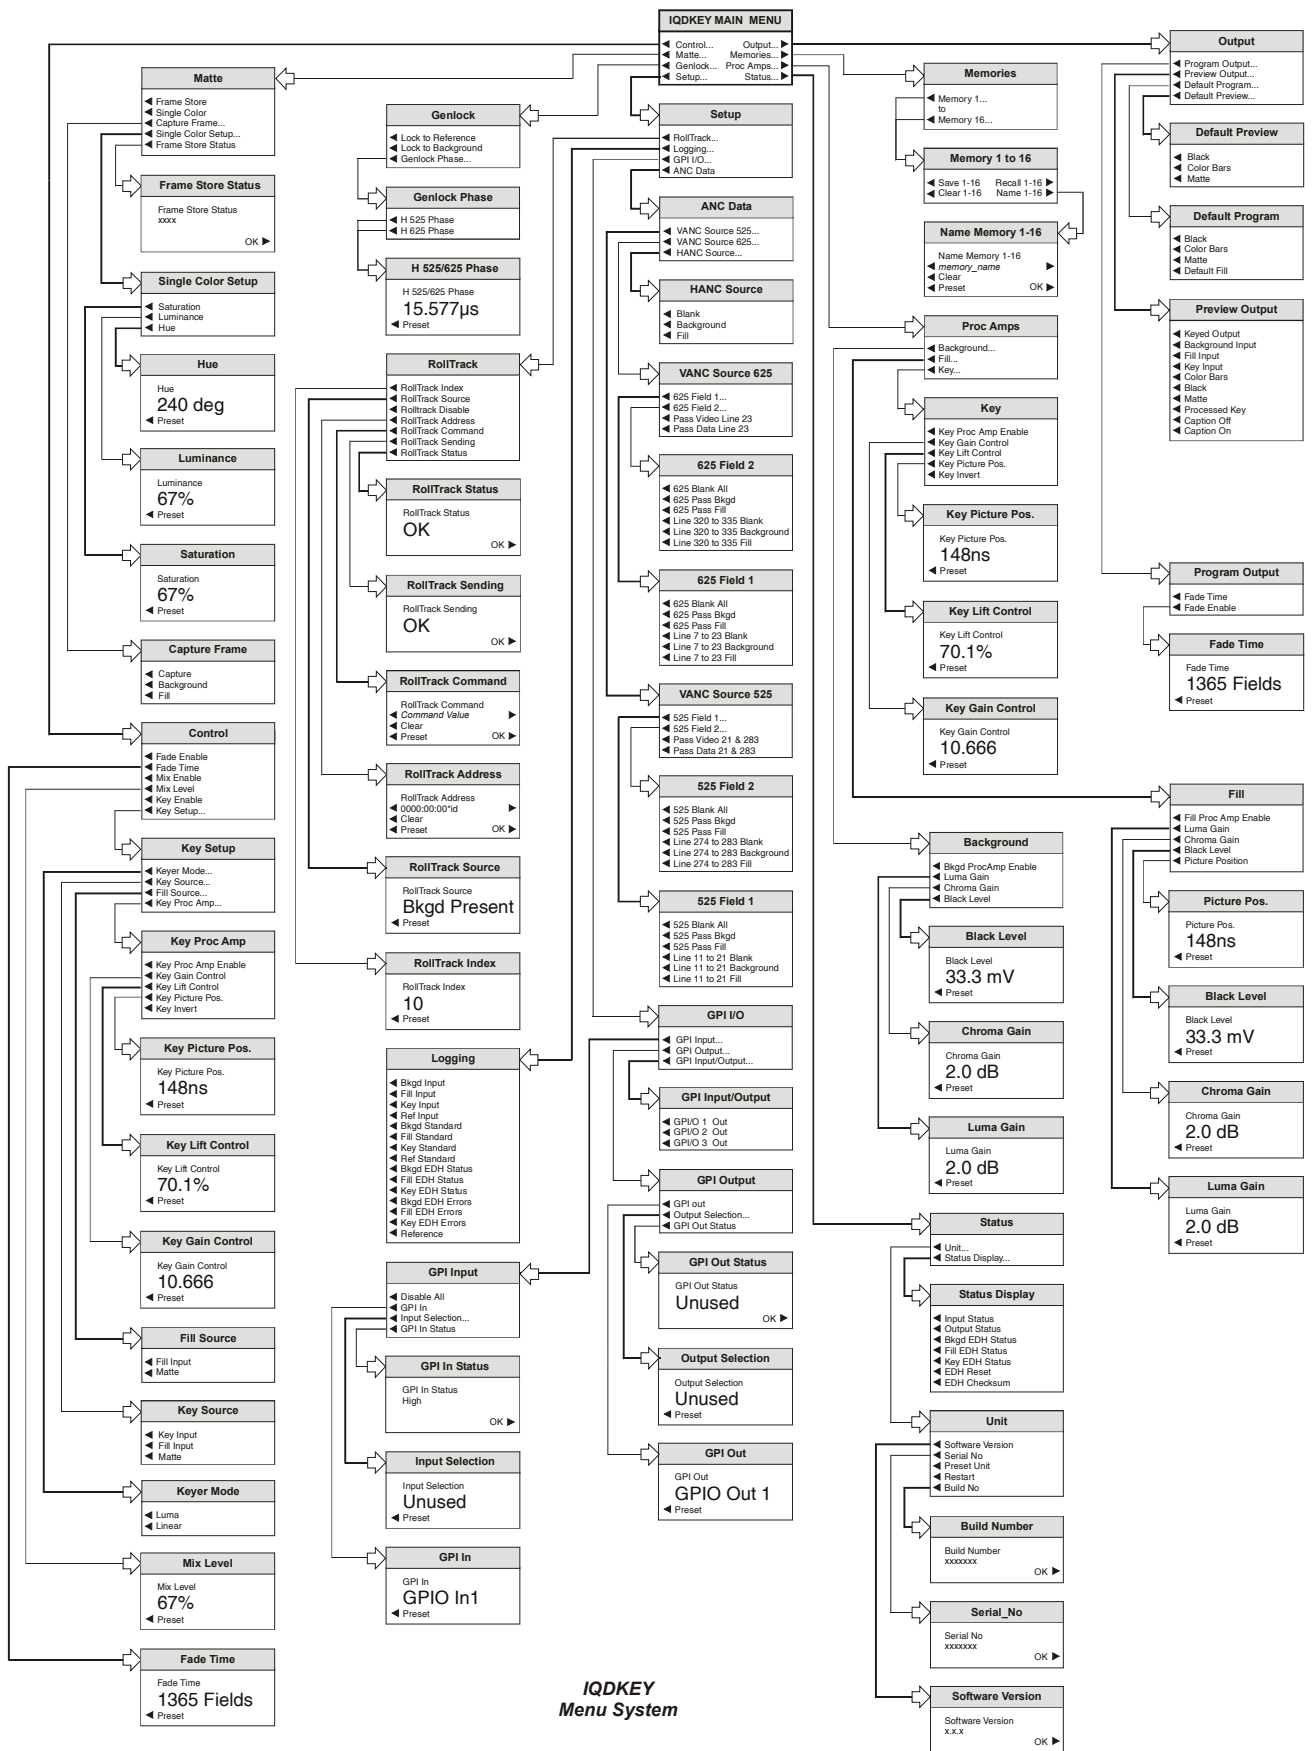 IQDKEY MAIN MENU
◀ Control... Output... ▶
◀ Matte... Memories... ▶
◀ Genlock... Proc Amps... ▶
◀ Setup... Status... ▶
Matte
◀ Frame Store
◀ Single Color
◀ Capture Frame...
◀ Single Color Setup...
◀ Frame Store Status
Frame Store Status
Frame Store Status
xxxx
OK ▶
Single Color Setup
◀ Saturation
◀ Luminance
◀ Hue
Hue
Hue
240 deg
◀ Preset
Luminance
Luminance
67%
◀ Preset
Saturation
Saturation
67%
◀ Preset
Capture Frame
◀ Capture
◀ Background
◀ Fill
Control
◀ Fade Enable
◀ Fade Time
◀ Mix Enable
◀ Mix Level
◀ Key Enable
◀ Key Setup...
Key Setup
◀ Keyer Mode...
◀ Key Source...
◀ Fill Source...
◀ Key Proc Amp...
Key Proc Amp
◀ Key Proc Amp Enable
◀ Key Gain Control
◀ Key Lift Control
◀ Key Picture Pos.
◀ Key Invert
Key Picture Pos.
Key Picture Pos.
148ns
◀ Preset
Key Lift Control
Key Lift Control
70.1%
◀ Preset
Key Gain Control
Key Gain Control
10.666
◀ Preset
Fill Source
◀ Fill Input
◀ Matte
Key Source
◀ Key Input
◀ Fill Input
◀ Matte
Keyer Mode
◀ Luma
◀ Linear
Mix Level
Mix Level
67%
◀ Preset
Fade Time
Fade Time
1365 Fields
◀ Preset
Genlock
◀ Lock to Reference
◀ Lock to Background
◀ Genlock Phase...
Genlock Phase
◀ H 525 Phase
◀ H 625 Phase
H 525/625 Phase
H 525/625 Phase
15.577µs
◀ Preset
RollTrack
◀ RollTrack Index
◀ RollTrack Source
◀ Rolltrack Disable
◀ RollTrack Address
◀ RollTrack Command
◀ RollTrack Sending
◀ RollTrack Status
RollTrack Status
RollTrack Status
OK
OK ▶
RollTrack Sending
RollTrack Sending
OK
OK ▶
RollTrack Command
RollTrack Command
◀ Command Value ▶
◀ Clear
◀ Preset OK ▶
RollTrack Address
RollTrack Address
◀ 0000:00:00*id ▶
◀ Clear
◀ Preset OK ▶
RollTrack Source
RollTrack Source
Bkgd Present
◀ Preset
RollTrack Index
RollTrack Index
10
◀ Preset
Logging
◀ Bkgd Input
◀ Fill Input
◀ Key Input
◀ Ref Input
◀ Bkgd Standard
◀ Fill Standard
◀ Key Standard
◀ Ref Standard
◀ Bkgd EDH Status
◀ Fill EDH Status
◀ Key EDH Status
◀ Bkgd EDH Errors
◀ Fill EDH Errors
◀ Key EDH Errors
◀ Reference
GPI Input
◀ Disable All
◀ GPI In
◀ Input Selection...
◀ GPI In Status
GPI In Status
GPI In Status
High
OK ▶
Input Selection
Input Selection
Unused
◀ Preset
GPI In
GPI In
GPIO In1
◀ Preset
Setup
◀ RollTrack...
◀ Logging...
◀ GPI I/O...
◀ ANC Data
ANC Data
◀ VANC Source 525...
◀ VANC Source 625...
◀ HANC Source...
HANC Source
◀ Blank
◀ Background
◀ Fill
VANC Source 625
◀ 625 Field 1...
◀ 625 Field 2...
◀ Pass Video Line 23
◀ Pass Data Line 23
625 Field 2
◀ 625 Blank All
◀ 625 Pass Bkgd
◀ 625 Pass Fill
◀ Line 320 to 335 Blank
◀ Line 320 to 335 Background
◀ Line 320 to 335 Fill
625 Field 1
◀ 625 Blank All
◀ 625 Pass Bkgd
◀ 625 Pass Fill
◀ Line 7 to 23 Blank
◀ Line 7 to 23 Background
◀ Line 7 to 23 Fill
VANC Source 525
◀ 525 Field 1...
◀ 525 Field 2...
◀ Pass Video 21 & 283
◀ Pass Data 21 & 283
525 Field 2
◀ 525 Blank All
◀ 525 Pass Bkgd
◀ 525 Pass Fill
◀ Line 274 to 283 Blank
◀ Line 274 to 283 Background
◀ Line 274 to 283 Fill
525 Field 1
◀ 525 Blank All
◀ 525 Pass Bkgd
◀ 525 Pass Fill
◀ Line 11 to 21 Blank
◀ Line 11 to 21 Background
◀ Line 11 to 21 Fill
GPI I/O
◀ GPI Input...
◀ GPI Output...
◀ GPI Input/Output...
GPI Input/Output
◀ GPI/O 1 Out
◀ GPI/O 2 Out
◀ GPI/O 3 Out
GPI Output
◀ GPI out
◀ Output Selection...
◀ GPI Out Status
GPI Out Status
GPI Out Status
Unused
OK ▶
Output Selection
Output Selection
Unused
◀ Preset
GPI Out
GPI Out
GPIO Out 1
◀ Preset
Memories
◀ Memory 1...
to
◀ Memory 16...
Memory 1 to 16
◀ Save 1-16 Recall 1-16 ▶
◀ Clear 1-16 Name 1-16 ▶
Name Memory 1-16
Name Memory 1-16
◀ memory_name ▶
◀ Clear
◀ Preset OK ▶
Proc Amps
◀ Background...
◀ Fill...
◀ Key...
Key
◀ Key Proc Amp Enable
◀ Key Gain Control
◀ Key Lift Control
◀ Key Picture Pos.
◀ Key Invert
Key Picture Pos.
Key Picture Pos.
148ns
◀ Preset
Key Lift Control
Key Lift Control
70.1%
◀ Preset
Key Gain Control
Key Gain Control
10.666
◀ Preset
Background
◀ Bkgd ProcAmp Enable
◀ Luma Gain
◀ Chroma Gain
◀ Black Level
Black Level
Black Level
33.3 mV
◀ Preset
Chroma Gain
Chroma Gain
2.0 dB
◀ Preset
Luma Gain
Luma Gain
2.0 dB
◀ Preset
Status
◀ Unit...
◀ Status Display...
Status Display
◀ Input Status
◀ Output Status
◀ Bkgd EDH Status
◀ Fill EDH Status
◀ Key EDH Status
◀ EDH Reset
◀ EDH Checksum
Unit
◀ Software Version
◀ Serial No
◀ Preset Unit
◀ Restart
◀ Build No
Build Number
Build Number
xxxxxxx
OK ▶
Serial_No
Serial No
xxxxxxx
OK ▶
Software Version
Software Version
x.x.x
OK ▶
Output
◀ Program Output...
◀ Preview Output...
◀ Default Program...
◀ Default Preview...
Default Preview
◀ Black
◀ Color Bars
◀ Matte
Default Program
◀ Black
◀ Color Bars
◀ Matte
◀ Default Fill
Preview Output
◀ Keyed Output
◀ Background Input
◀ Fill Input
◀ Key Input
◀ Color Bars
◀ Black
◀ Matte
◀ Processed Key
◀ Caption Off
◀ Caption On
Program Output
◀ Fade Time
◀ Fade Enable
Fade Time
Fade Time
1365 Fields
◀ Preset
Fill
◀ Fill Proc Amp Enable
◀ Luma Gain
◀ Chroma Gain
◀ Black Level
◀ Picture Position
Picture Pos.
Picture Pos.
148ns
◀ Preset
Black Level
Black Level
33.3 mV
◀ Preset
Chroma Gain
Chroma Gain
2.0 dB
◀ Preset
Luma Gain
Luma Gain
2.0 dB
◀ Preset
IQDKEY
Menu System